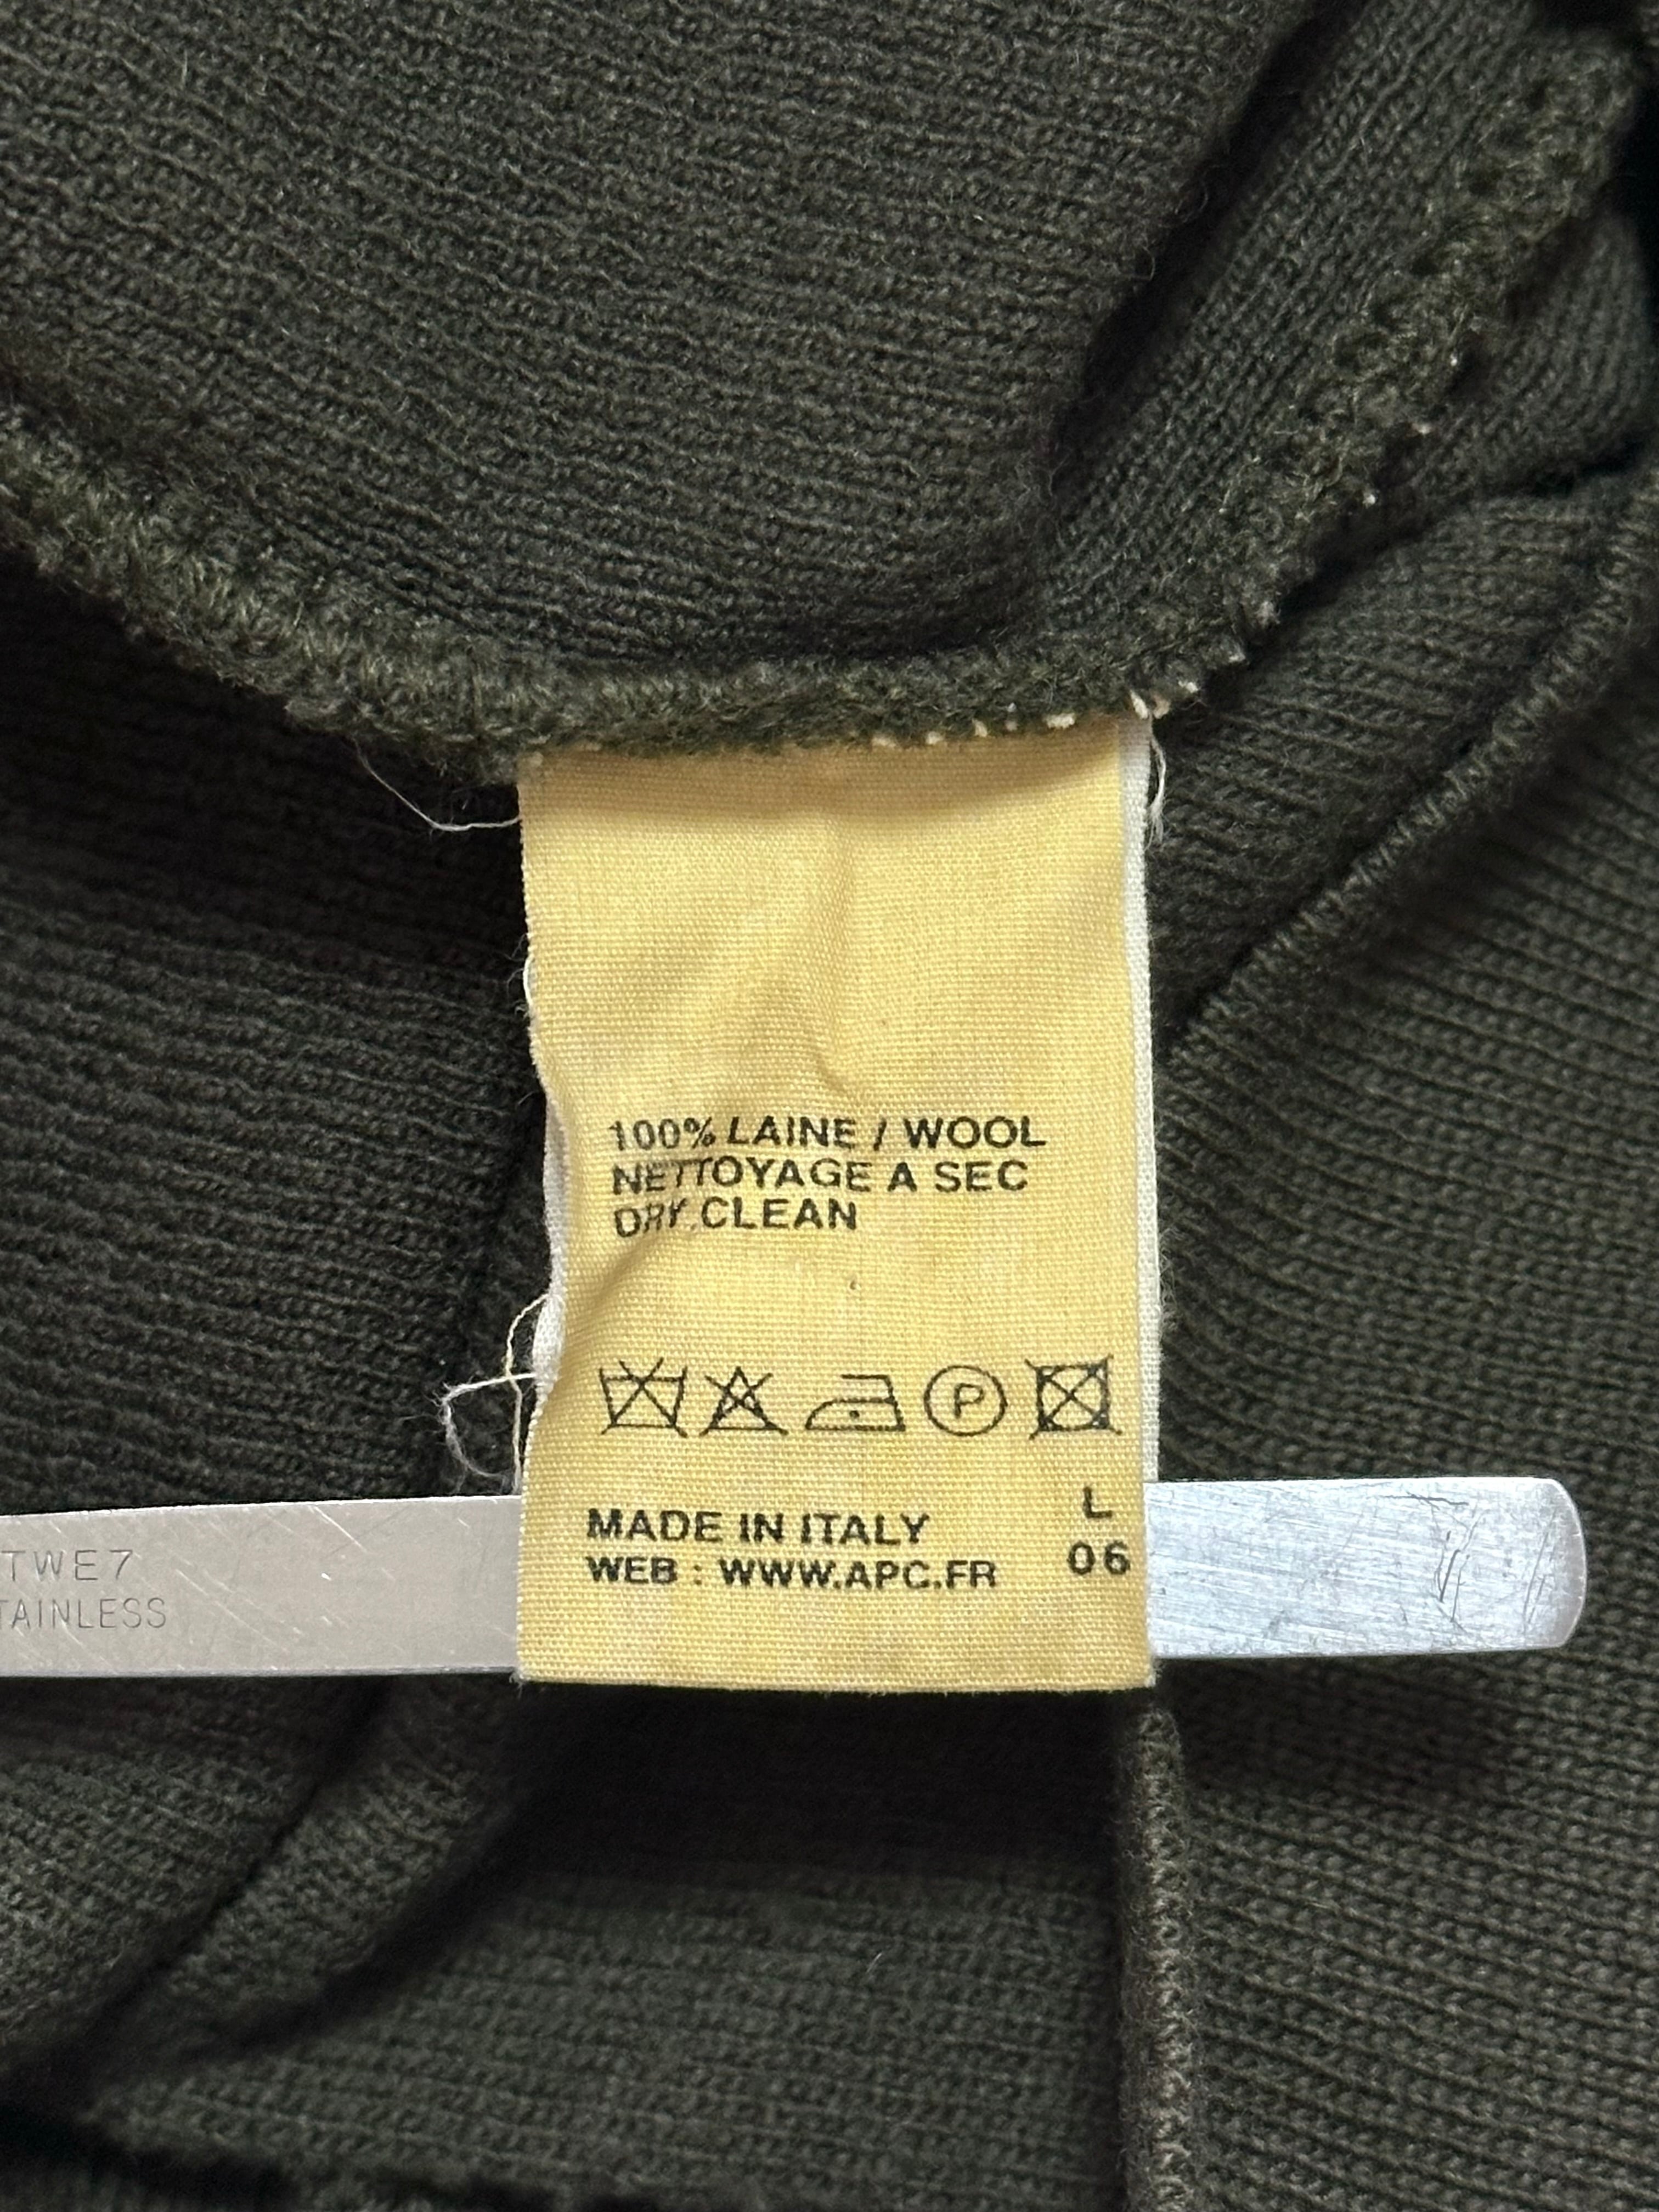 100% LAINE / WOOL
NETTOYAGE A SEC
DRY CLEAN
P
MADE IN ITALY
WEB : WWW.APC.FR
L
06
TWE7
TAINLESS